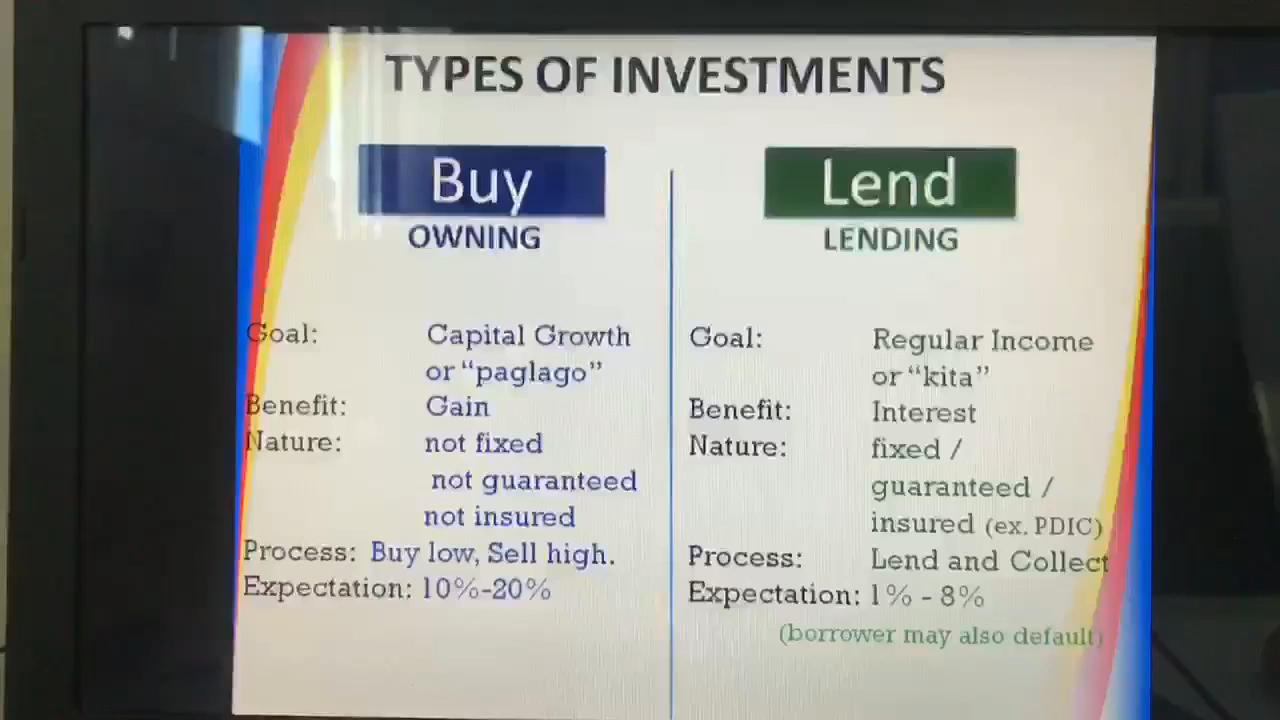 TYPES OF INVESTMENTS
Buy
OWNING
Goal: Capital Growth
or “paglago”
Benefit: Gain
Nature: not fixed
not guaranteed
not insured
Process: Buy low, Sell high.
Expectation: 10%-20%
Lend
LENDING
Goal: Regular Income
or “kita”
Benefit: Interest
Nature: fixed /
guaranteed /
insured (ex. PDIC)
Process: Lend and Collect
Expectation: 1% - 8%
(borrower may also default)